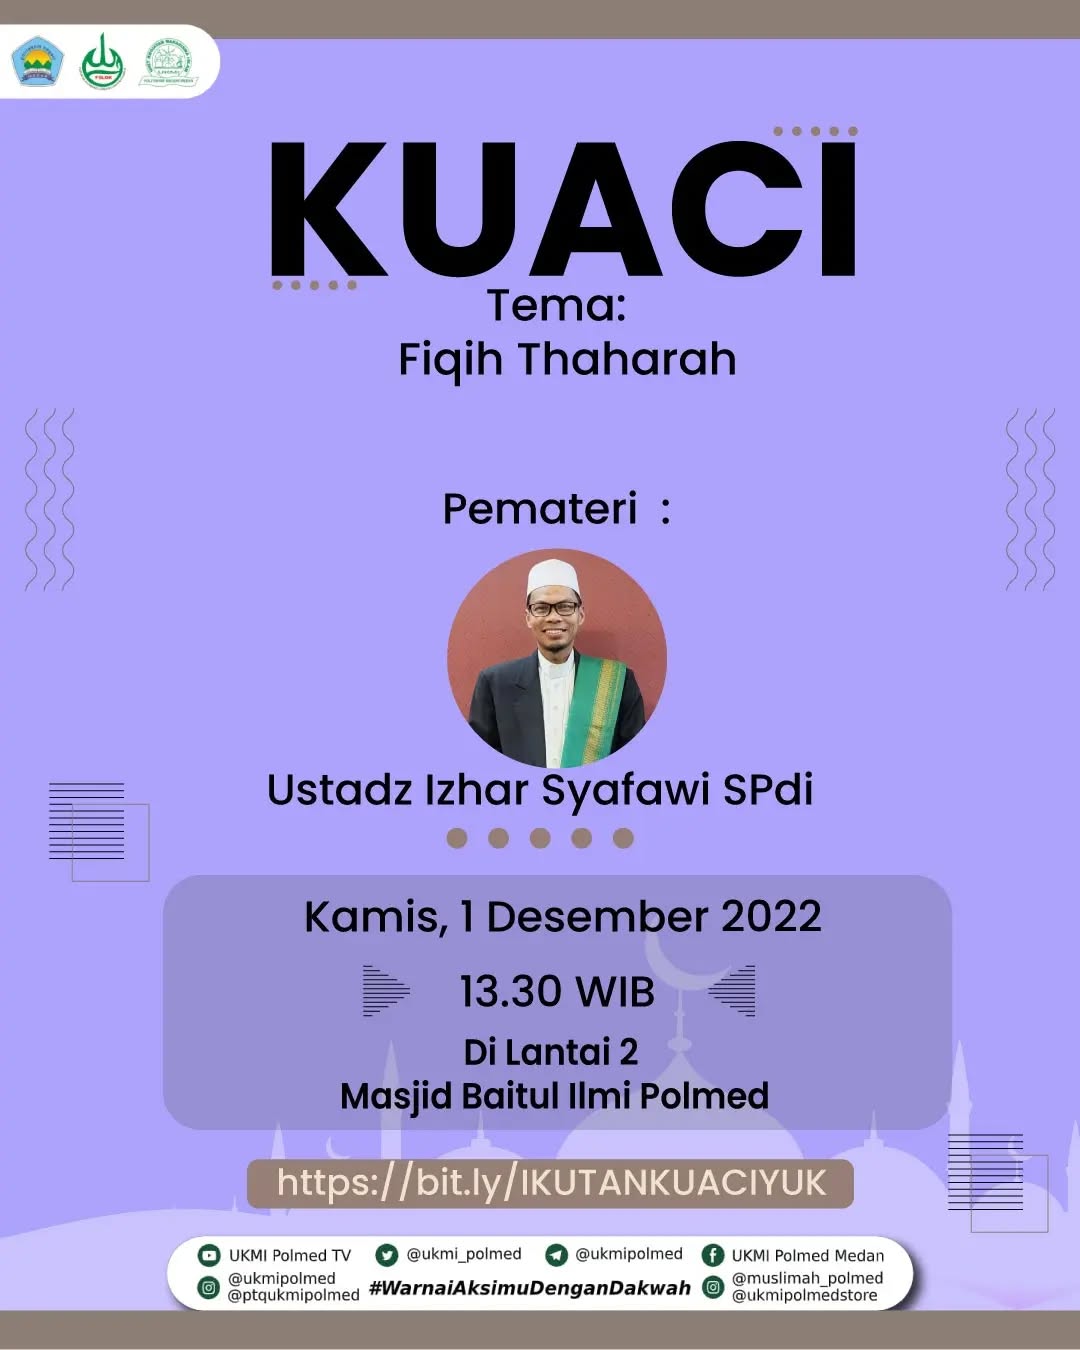 KUACI
Tema:
Fiqih Thaharah
Pemateri :
Ustadz Izhar Syafawi SPdi
Kamis, 1 Desember 2022
13.30 WIB
Di Lantai 2
Masjid Baitul Ilmi Polmed
https://bit.ly/IKUTANKUACIYUK
UKMI Polmed TV @ukmi_polmed @ukmipolmed UKMI Polmed Medan
@ukmipolmed
@ptqukmipolmed
#WarnaiAksimuDenganDakwah
@muslimah_polmed
@ukmipolmedstore